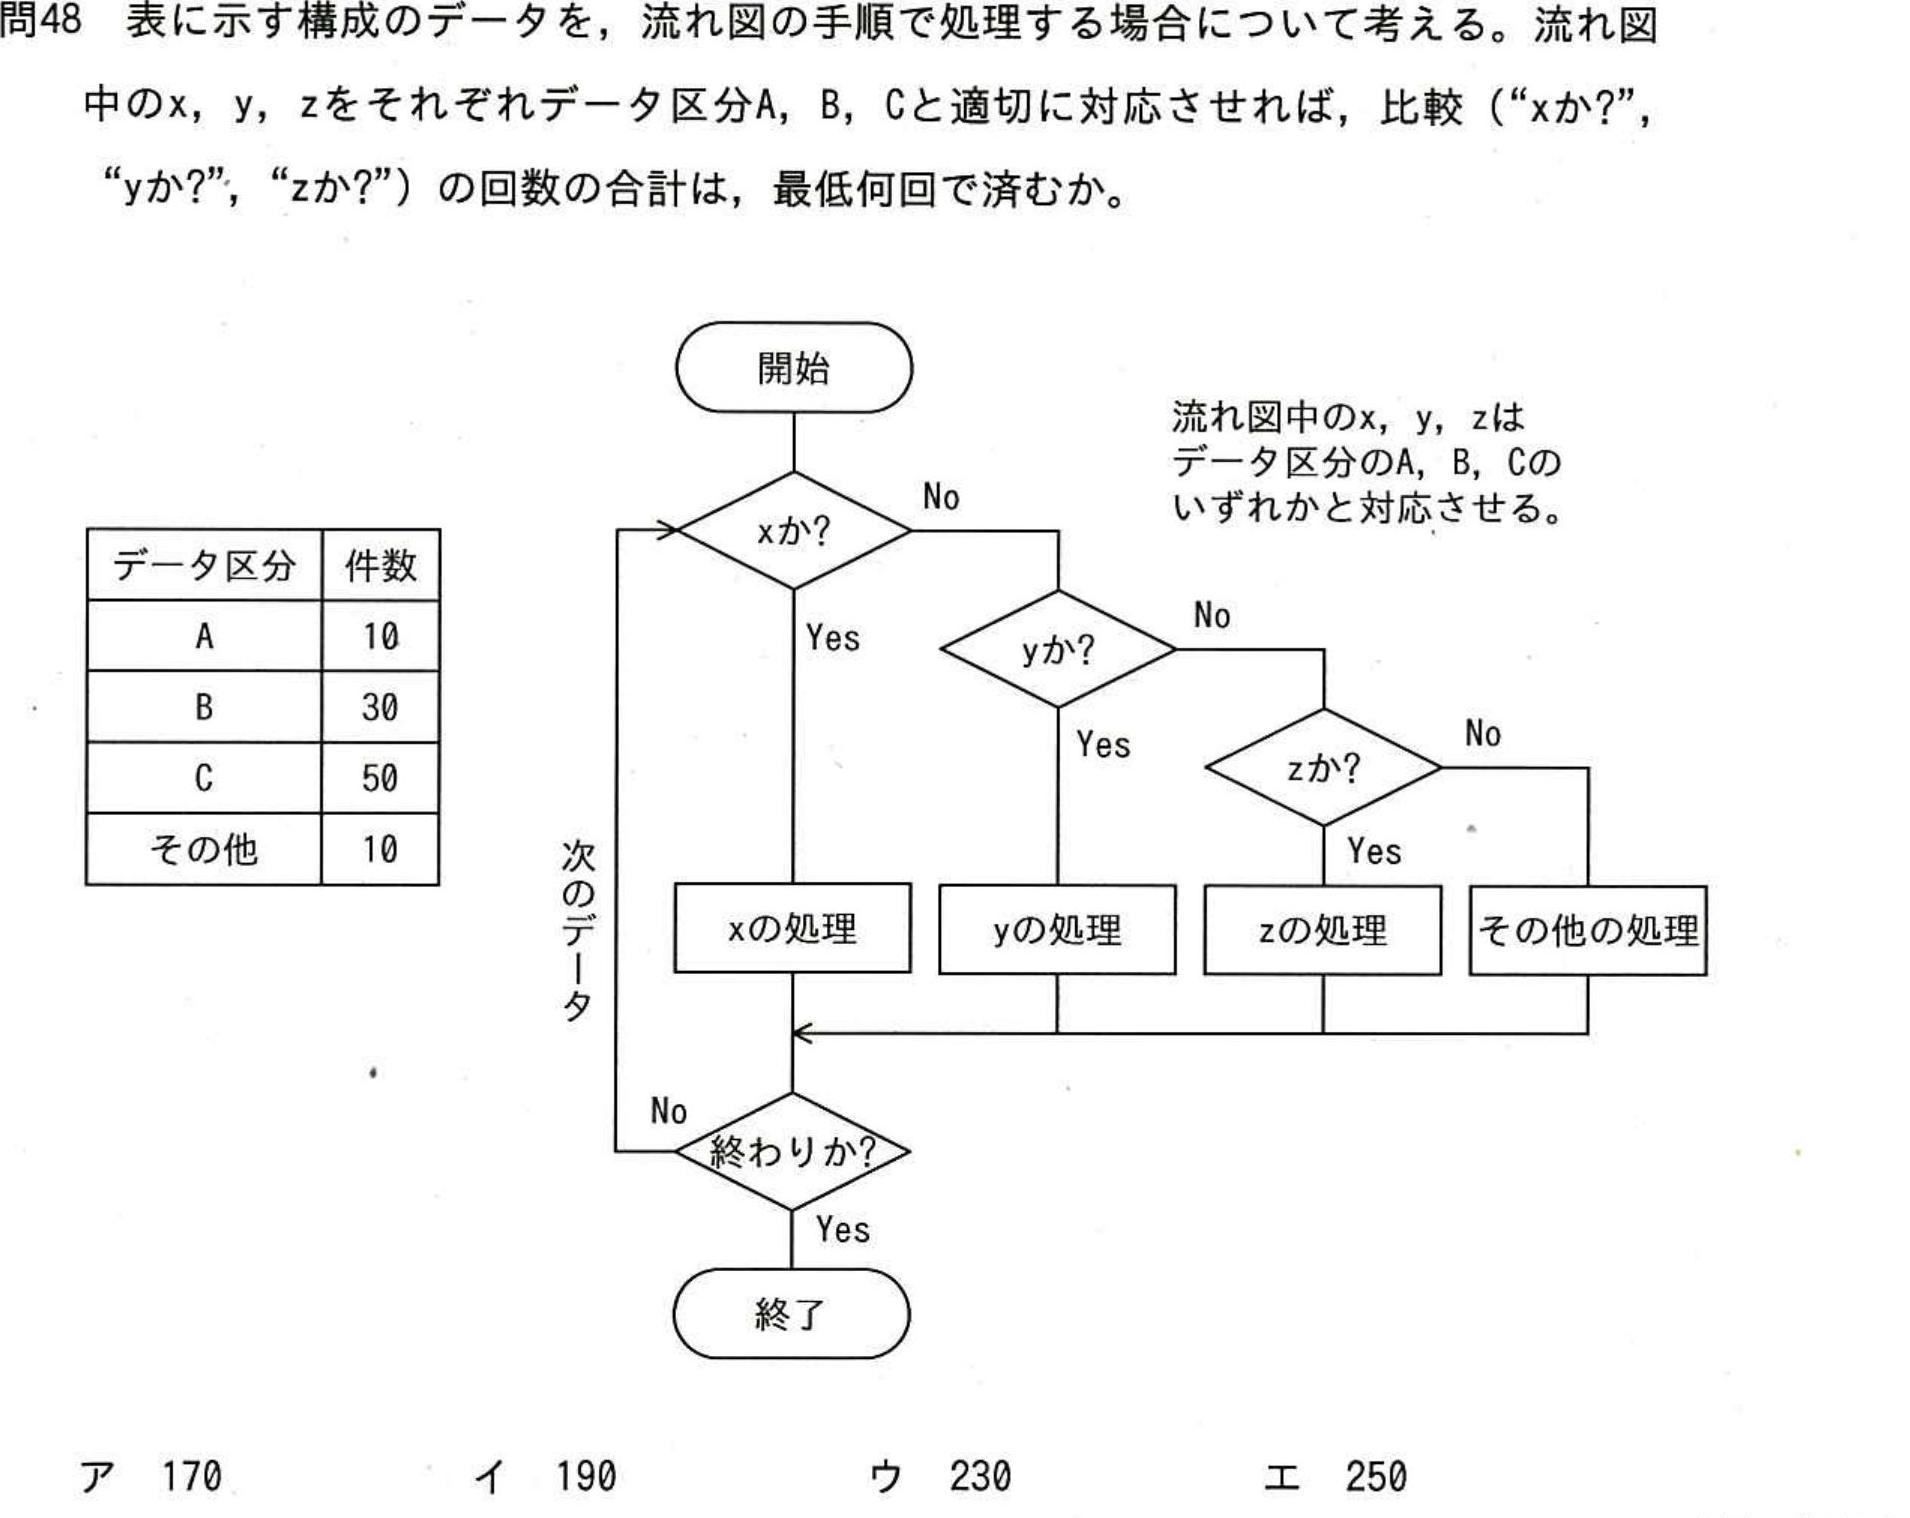 問48 表に示す構成のデータを，流れ図の手順で処理する場合について考える。流れ図
中のx，y，zをそれぞれデータ区分A，B，Cと適切に対応させれば，比較（“xか?”，
“yか?”，“zか?”）の回数の合計は，最低何回で済むか。
開始
流れ図中のx，y，zは
データ区分のA，B，Cの
いずれかと対応させる。
xか?
No
データ区分 件数
A 10
B 30
C 50
その他 10
Yes
yか?
No
Yes
zか?
No
Yes
次のデータ
xの処理
yの処理
zの処理
その他の処理
No
終わりか?
Yes
終了
ア 170 イ 190 ウ 230 エ 250